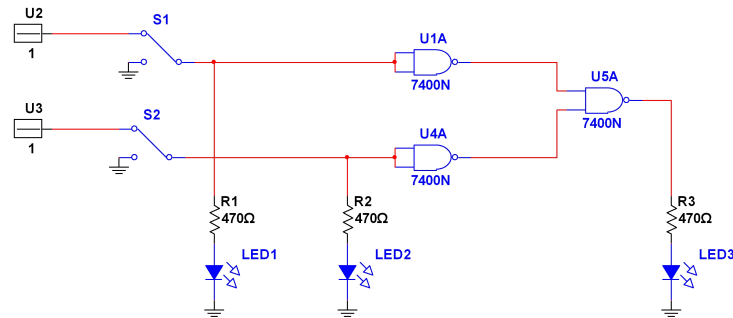 U2
1
S1
U1A
7400N
U5A
7400N
U3
1
S2
U4A
7400N
R1
470Ω
R2
470Ω
R3
470Ω
LED1
LED2
LED3